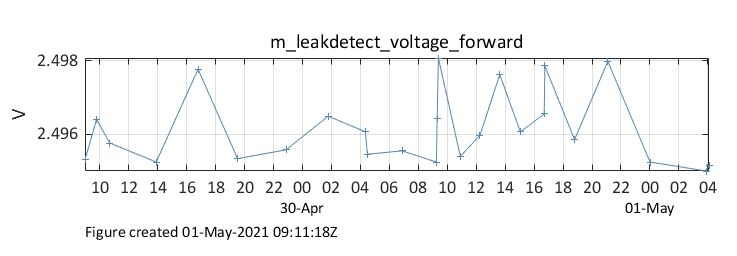 m_leakdetect_voltage_forward
2.498
2.496
V
10 12 14 16 18 20 22 00 02 04 06 08 10 12 14 16 18 20 22 00 02 04
30-Apr 01-May
Figure created 01-May-2021 09:11:18Z